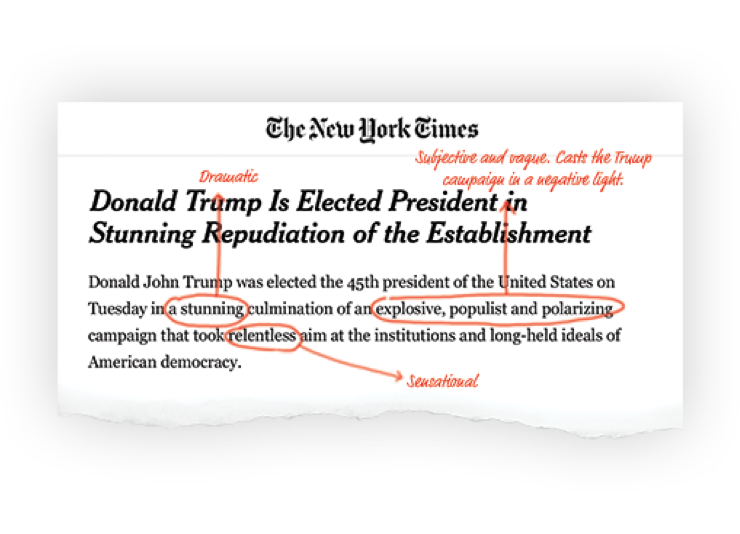 The New York Times
Subjective and vague. Casts the Trump
campaign in a negative light.
Dramatic
Donald Trump Is Elected President in
Stunning Repudiation of the Establishment
Donald John Trump was elected the 45th president of the United States on
Tuesday in a stunning culmination of an explosive, populist and polarizing
campaign that took relentless aim at the institutions and long-held ideals of
American democracy.
Sensational